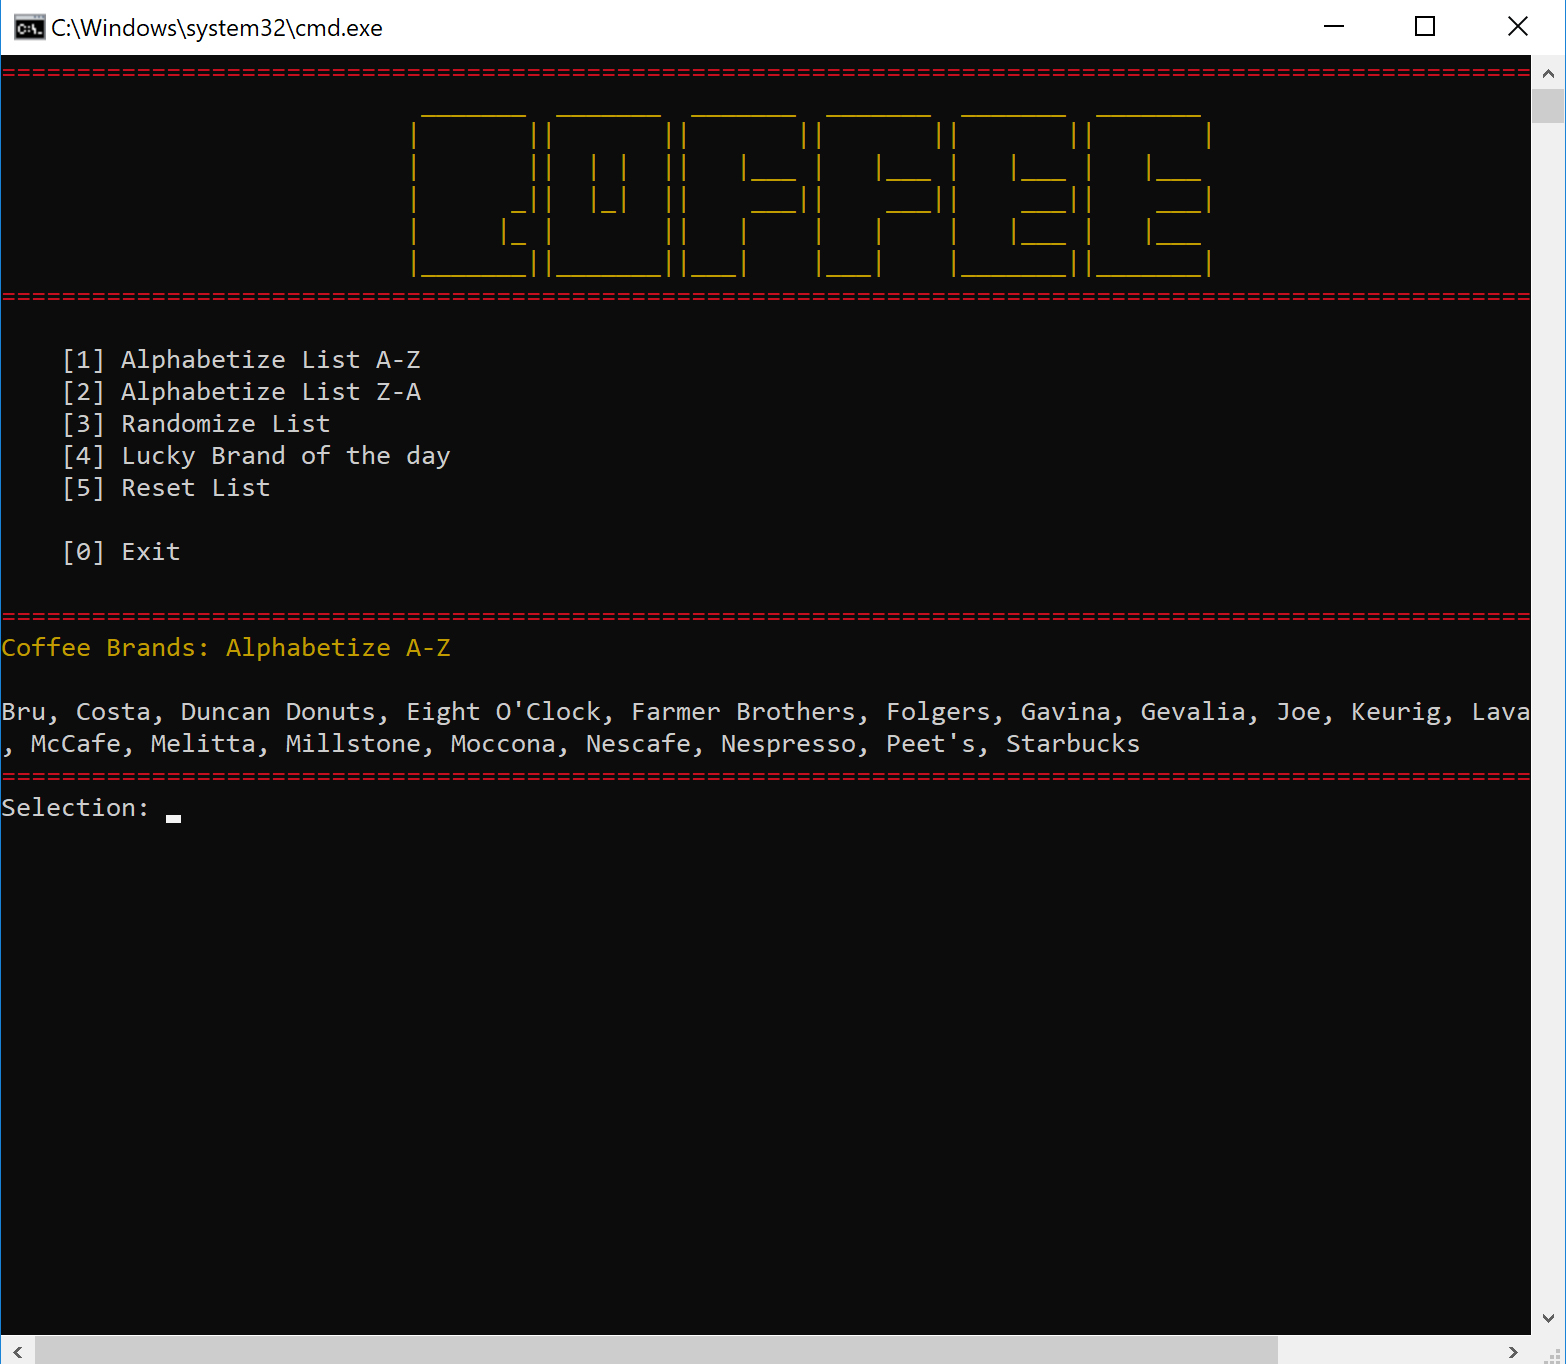 C:\Windows\system32\cmd.exe
COFFEE
[1] Alphabetize List A-Z
[2] Alphabetize List Z-A
[3] Randomize List
[4] Lucky Brand of the day
[5] Reset List
[0] Exit
Coffee Brands: Alphabetize A-Z
Bru, Costa, Duncan Donuts, Eight O'Clock, Farmer Brothers, Folgers, Gavina, Gevalia, Joe, Keurig, Lava
, McCafe, Melitta, Millstone, Moccona, Nescafe, Nespresso, Peet's, Starbucks
Selection: